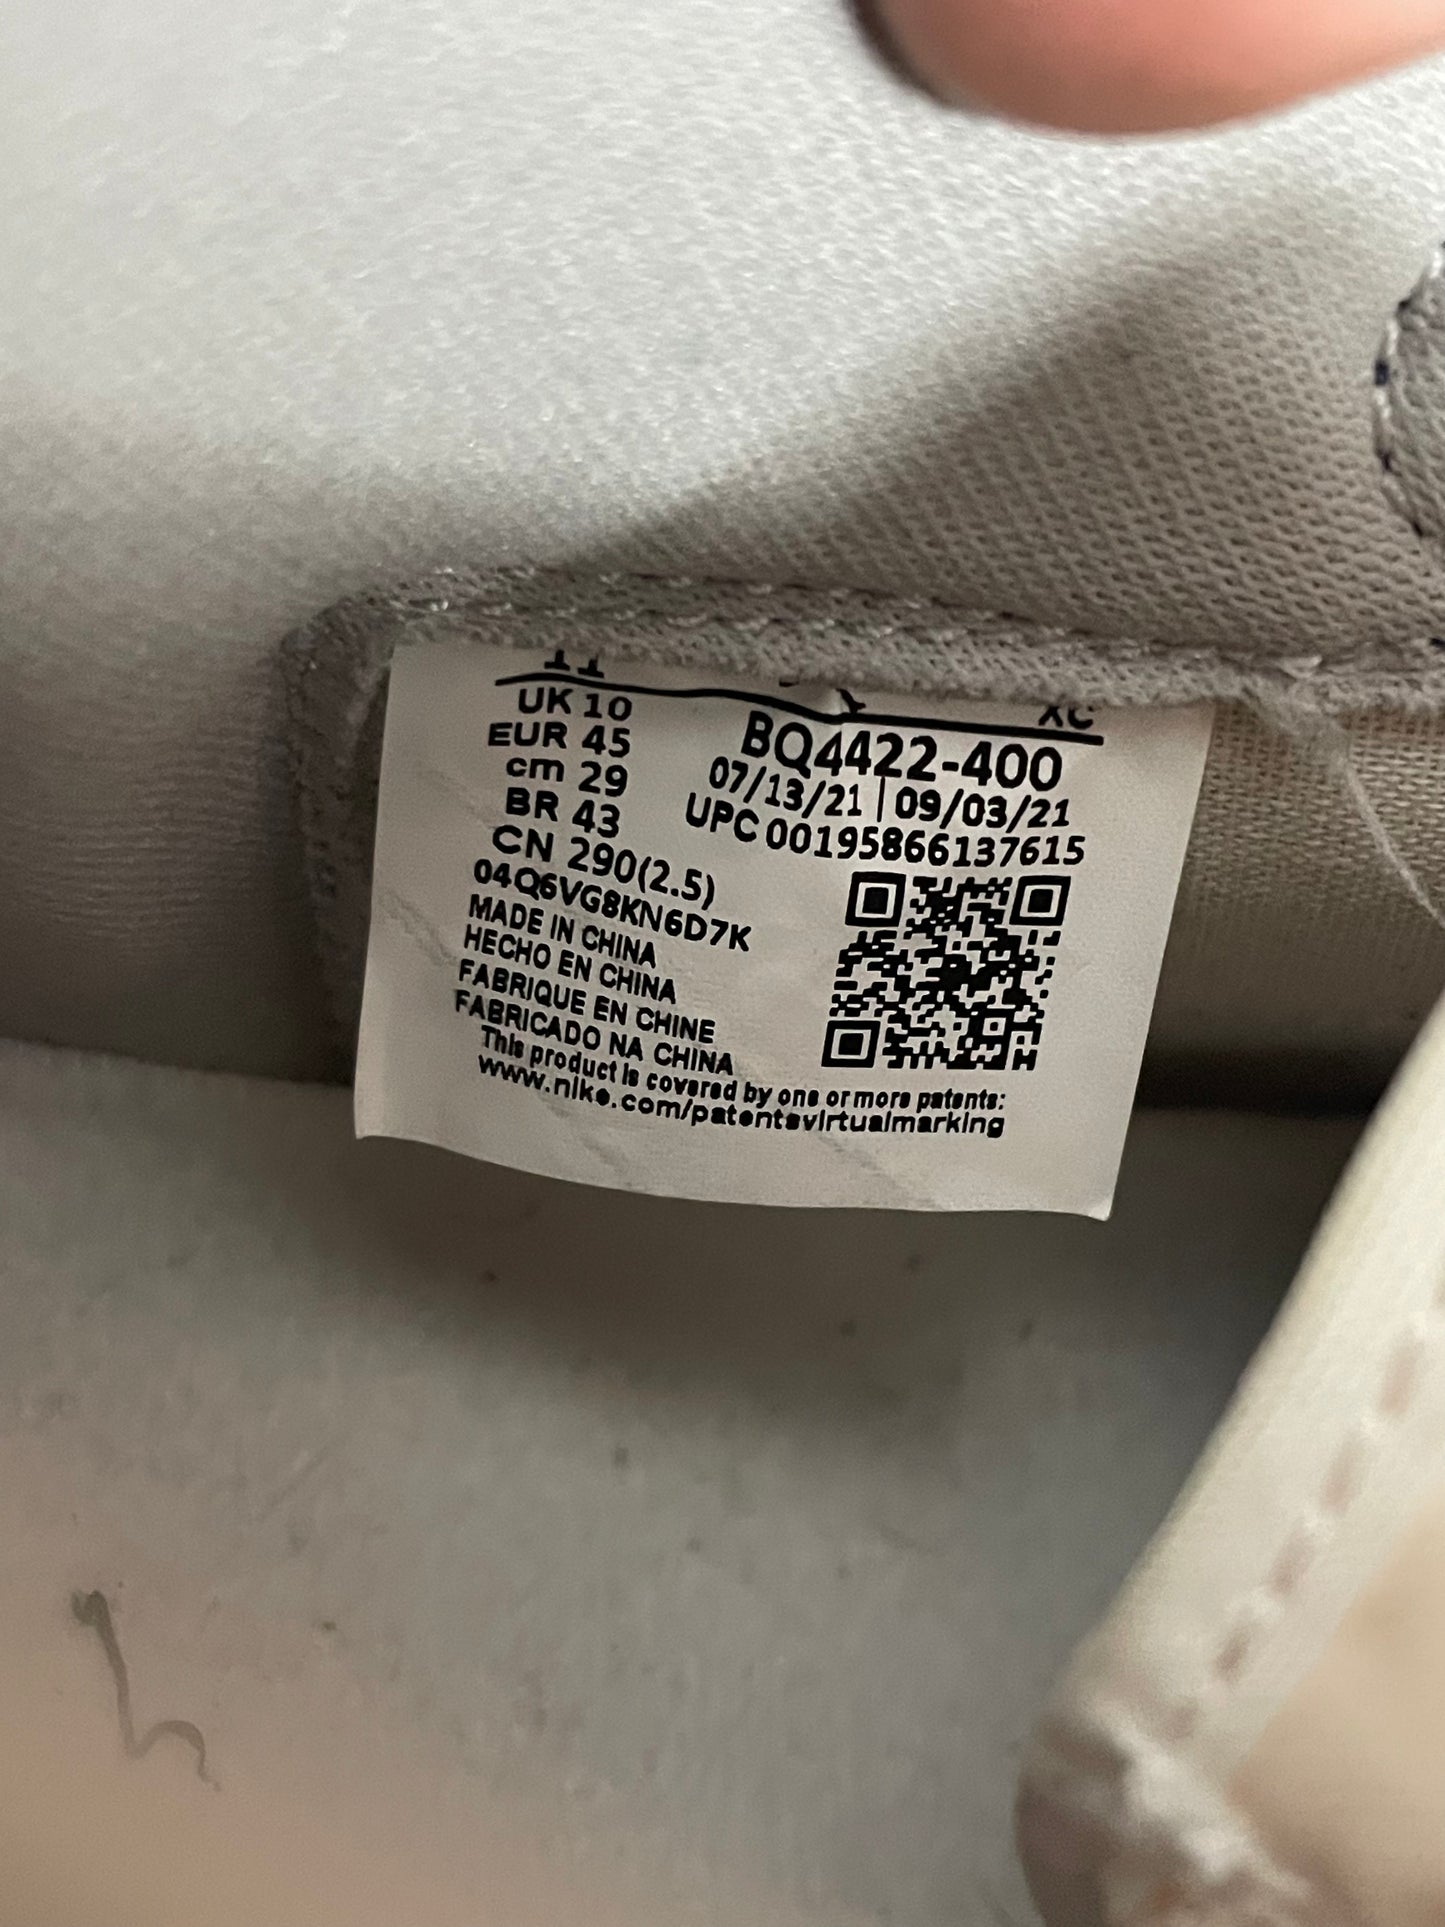 11
XC
UK 10
EUR 45
cm 29
BR 43
CN 290(2.5)
04Q6VG8KN6D7K
BQ4422-400
07/13/21 | 09/03/21
UPC 00195866137615
MADE IN CHINA
HECHO EN CHINA
FABRIQUE EN CHINE
FABRICADO NA CHINA
This product is covered by one or more patents:
www.nike.com/patentsvirtualmarking